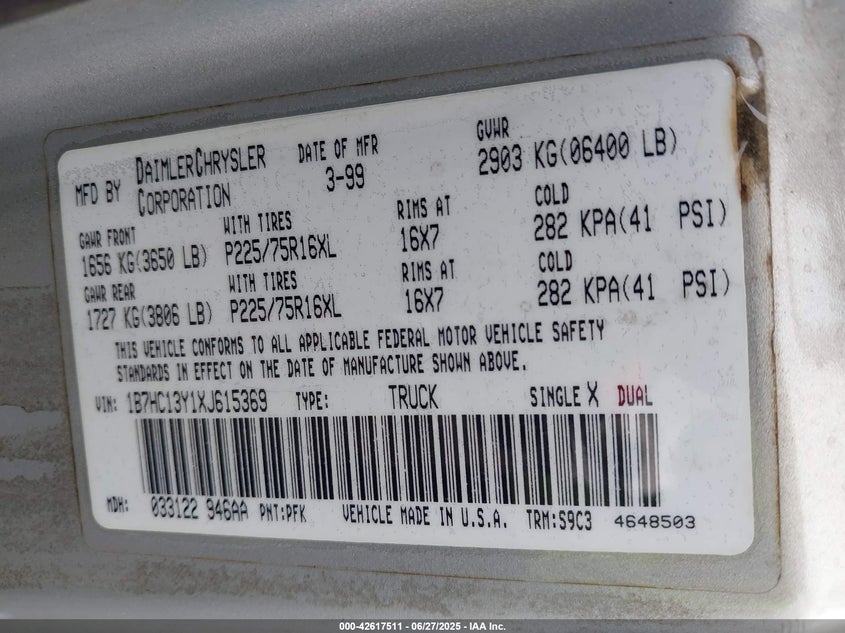 MFD BY DAIMLERCHRYSLER CORPORATION DATE OF MFR 3-99 GVWR 2903 KG(06400 LB)
GAWR FRONT WITH TIRES RIMS AT COLD
1656 KG(3650 LB) P225/75R16XL 16X7 282 KPA(41 PSI)
GAWR REAR WITH TIRES RIMS AT COLD
1727 KG(3806 LB) P225/75R16XL 16X7 282 KPA(41 PSI)
THIS VEHICLE CONFORMS TO ALL APPLICABLE FEDERAL MOTOR VEHICLE SAFETY
STANDARDS IN EFFECT ON THE DATE OF MANUFACTURE SHOWN ABOVE.
VIN: 1B7HC13Y1XJ615369 TYPE: TRUCK SINGLE X DUAL
MDH: 033122 946AA PNT:PFK VEHICLE MADE IN U.S.A. TRM:S9C3 4648503
000-42617511 - 06/27/2025 - IAA Inc.